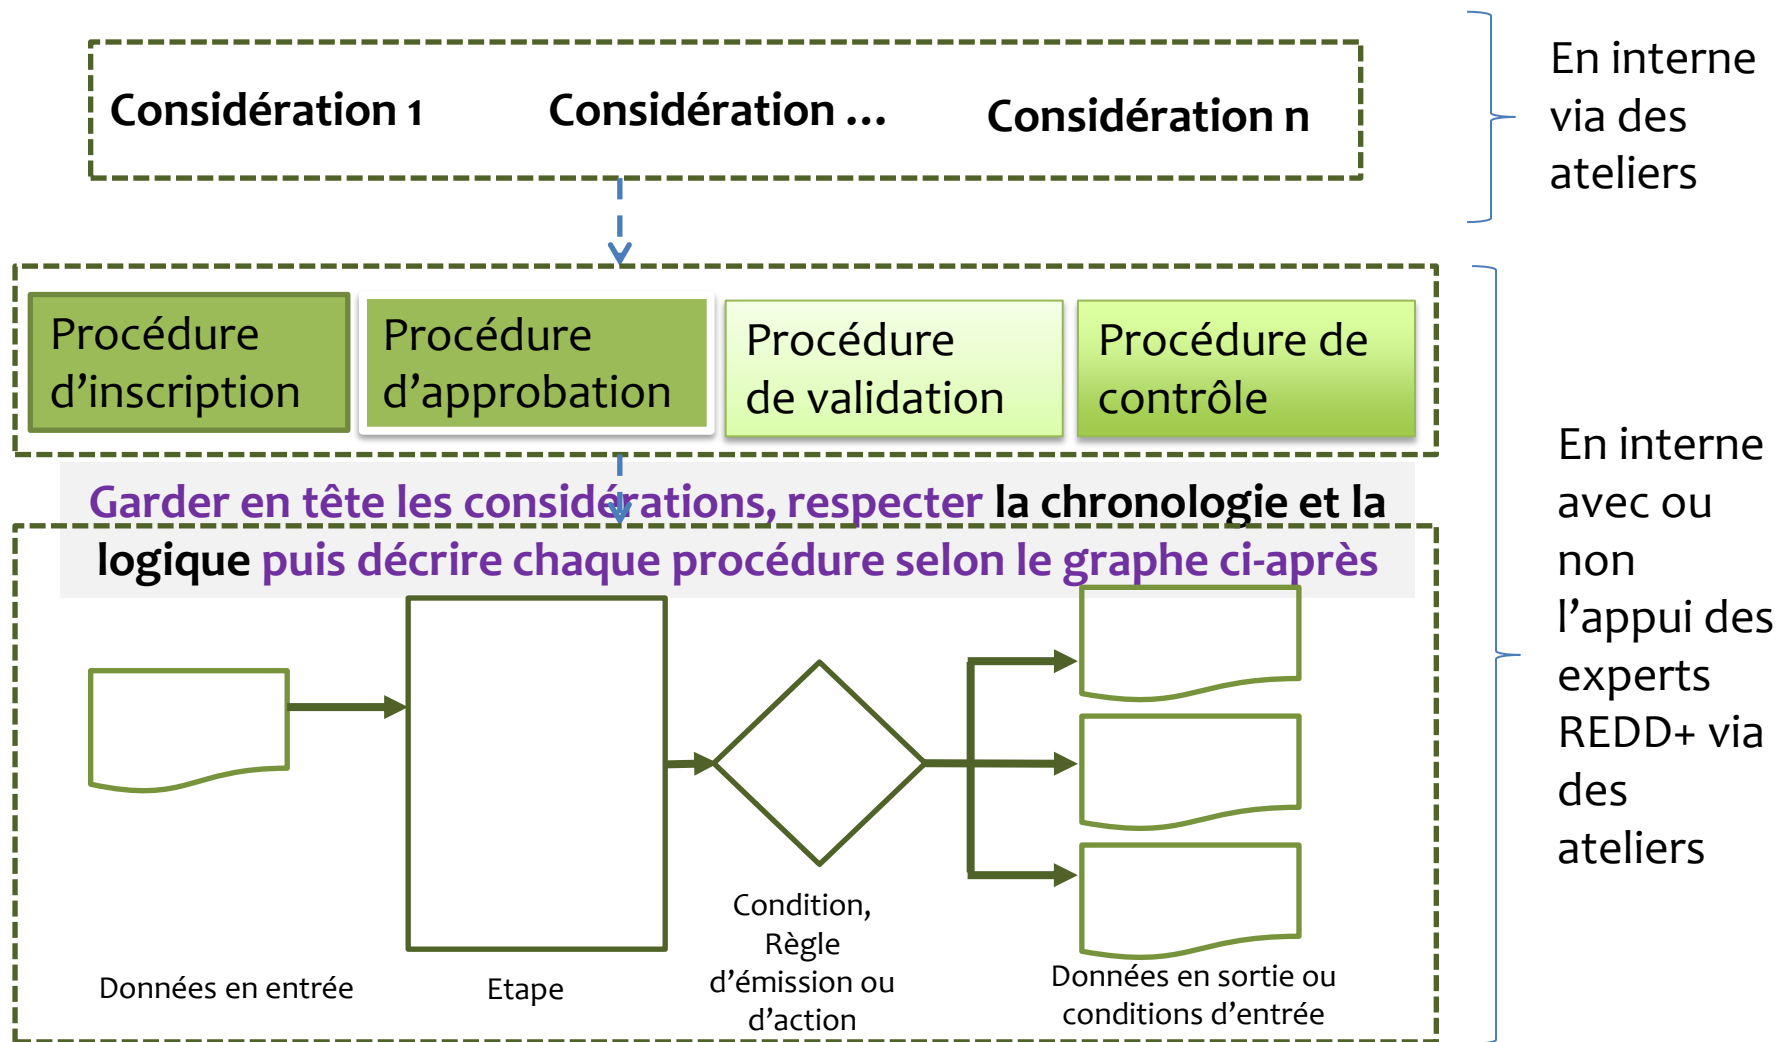 Considération 1
Considération ...
Considération n
En interne
via des
ateliers
Procédure
d’inscription
Procédure
d’approbation
Procédure
de validation
Procédure de
contrôle
Garder en tête les considérations, respecter la chronologie et la
logique puis décrire chaque procédure selon le graphe ci-après
En interne
avec ou
non
l’appui des
experts
REDD+ via
des
ateliers
Données en entrée
Etape
Condition,
Règle
d’émission ou
d’action
Données en sortie ou
conditions d’entrée